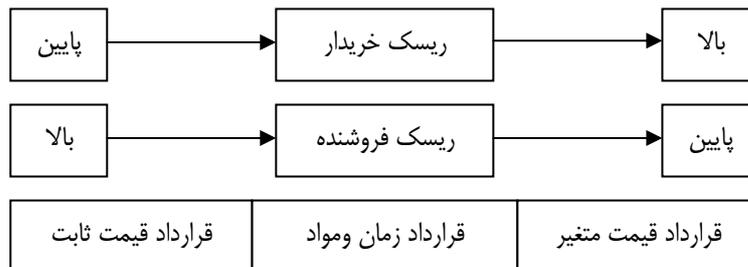 بالا ریسک خریدار پایین
پایین ریسک فروشنده بالا
قرارداد قیمت متغیر قرارداد زمان ومواد قرارداد قیمت ثابت